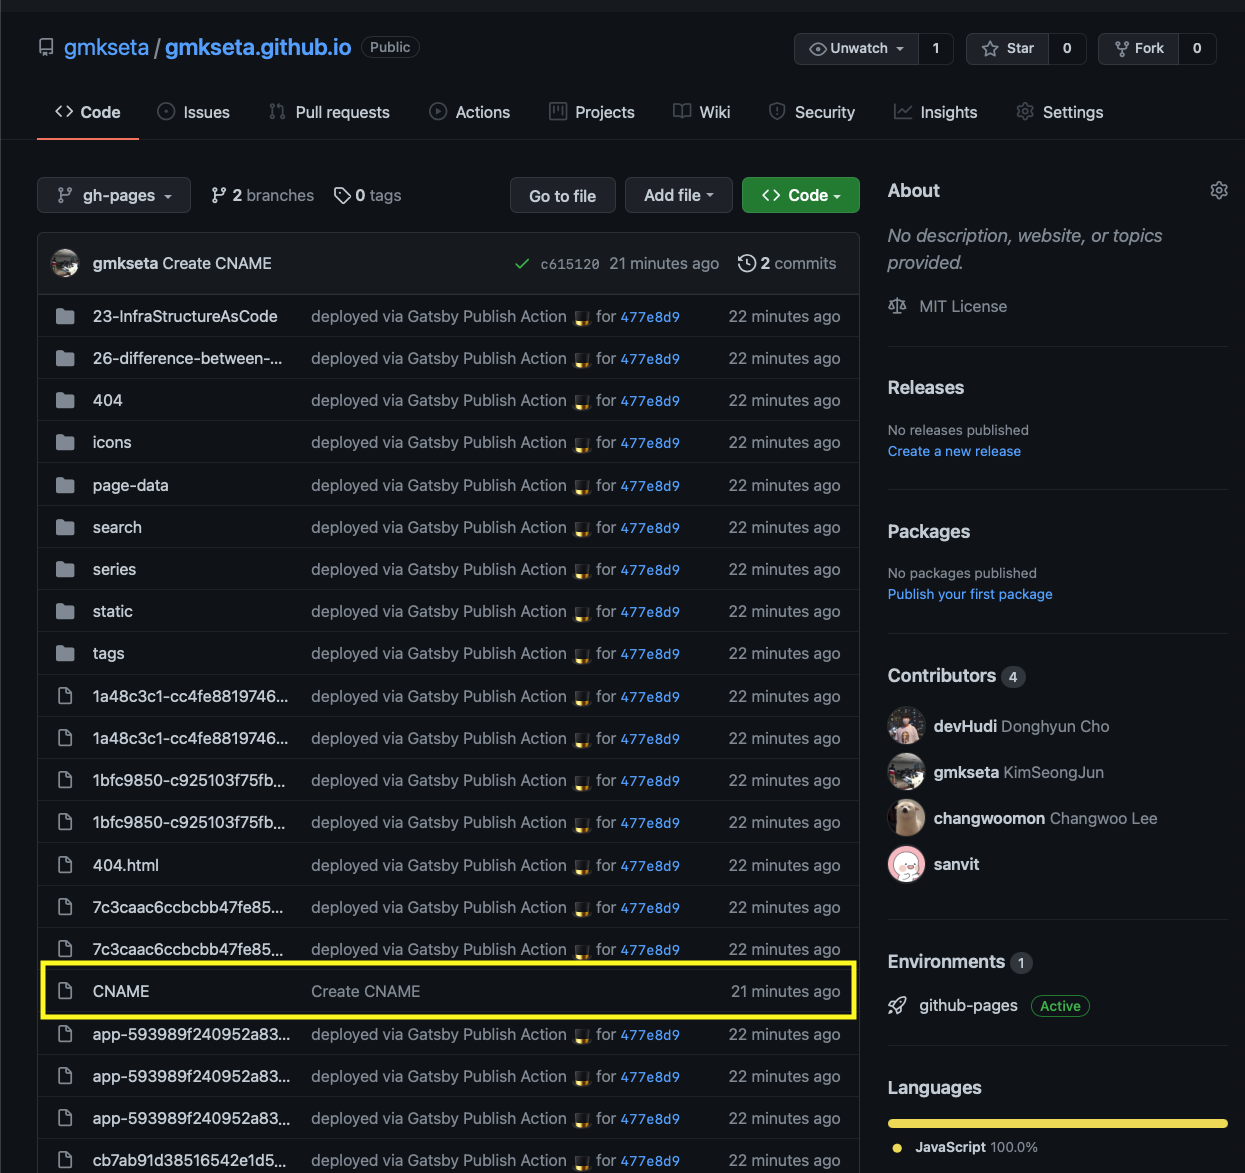 gmkseta / gmkseta.github.io Public
Unwatch 1 Star 0 Fork 0
Code Issues Pull requests Actions Projects Wiki Security Insights Settings
gh-pages 2 branches 0 tags Go to file Add file Code
gmkseta Create CNAME c615120 21 minutes ago 2 commits
23-InfraStructureAsCode deployed via Gatsby Publish Action 🎩 for 477e8d9 22 minutes ago
26-difference-between-... deployed via Gatsby Publish Action 🎩 for 477e8d9 22 minutes ago
404 deployed via Gatsby Publish Action 🎩 for 477e8d9 22 minutes ago
icons deployed via Gatsby Publish Action 🎩 for 477e8d9 22 minutes ago
page-data deployed via Gatsby Publish Action 🎩 for 477e8d9 22 minutes ago
search deployed via Gatsby Publish Action 🎩 for 477e8d9 22 minutes ago
series deployed via Gatsby Publish Action 🎩 for 477e8d9 22 minutes ago
static deployed via Gatsby Publish Action 🎩 for 477e8d9 22 minutes ago
tags deployed via Gatsby Publish Action 🎩 for 477e8d9 22 minutes ago
1a48c3c1-cc4fe8819746... deployed via Gatsby Publish Action 🎩 for 477e8d9 22 minutes ago
1a48c3c1-cc4fe8819746... deployed via Gatsby Publish Action 🎩 for 477e8d9 22 minutes ago
1bfc9850-c925103f75fb... deployed via Gatsby Publish Action 🎩 for 477e8d9 22 minutes ago
1bfc9850-c925103f75fb... deployed via Gatsby Publish Action 🎩 for 477e8d9 22 minutes ago
404.html deployed via Gatsby Publish Action 🎩 for 477e8d9 22 minutes ago
7c3caac6ccbcbb47fe85... deployed via Gatsby Publish Action 🎩 for 477e8d9 22 minutes ago
7c3caac6ccbcbb47fe85... deployed via Gatsby Publish Action 🎩 for 477e8d9 22 minutes ago
CNAME Create CNAME 21 minutes ago
app-593989f240952a83... deployed via Gatsby Publish Action 🎩 for 477e8d9 22 minutes ago
app-593989f240952a83... deployed via Gatsby Publish Action 🎩 for 477e8d9 22 minutes ago
app-593989f240952a83... deployed via Gatsby Publish Action 🎩 for 477e8d9 22 minutes ago
cb7ab91d38516542e1d5... deployed via Gatsby Publish Action 🎩 for 477e8d9 22 minutes ago
About
No description, website, or topics
provided.
MIT License
Releases
No releases published
Create a new release
Packages
No packages published
Publish your first package
Contributors 4
devHudi Donghyun Cho
gmkseta KimSeongJun
changwoomon Changwoo Lee
sanvit
Environments 1
github-pages Active
Languages
JavaScript 100.0%